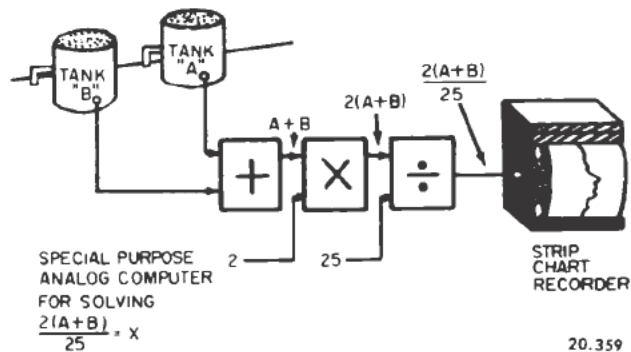 2(A+B)
25
TANK
"A"
TANK
"B"
A+B
2(A+B)
+
×
÷
2
25
SPECIAL PURPOSE
ANALOG COMPUTER
FOR SOLVING
2(A+B)
25 = X
STRIP
CHART
RECORDER
20.359